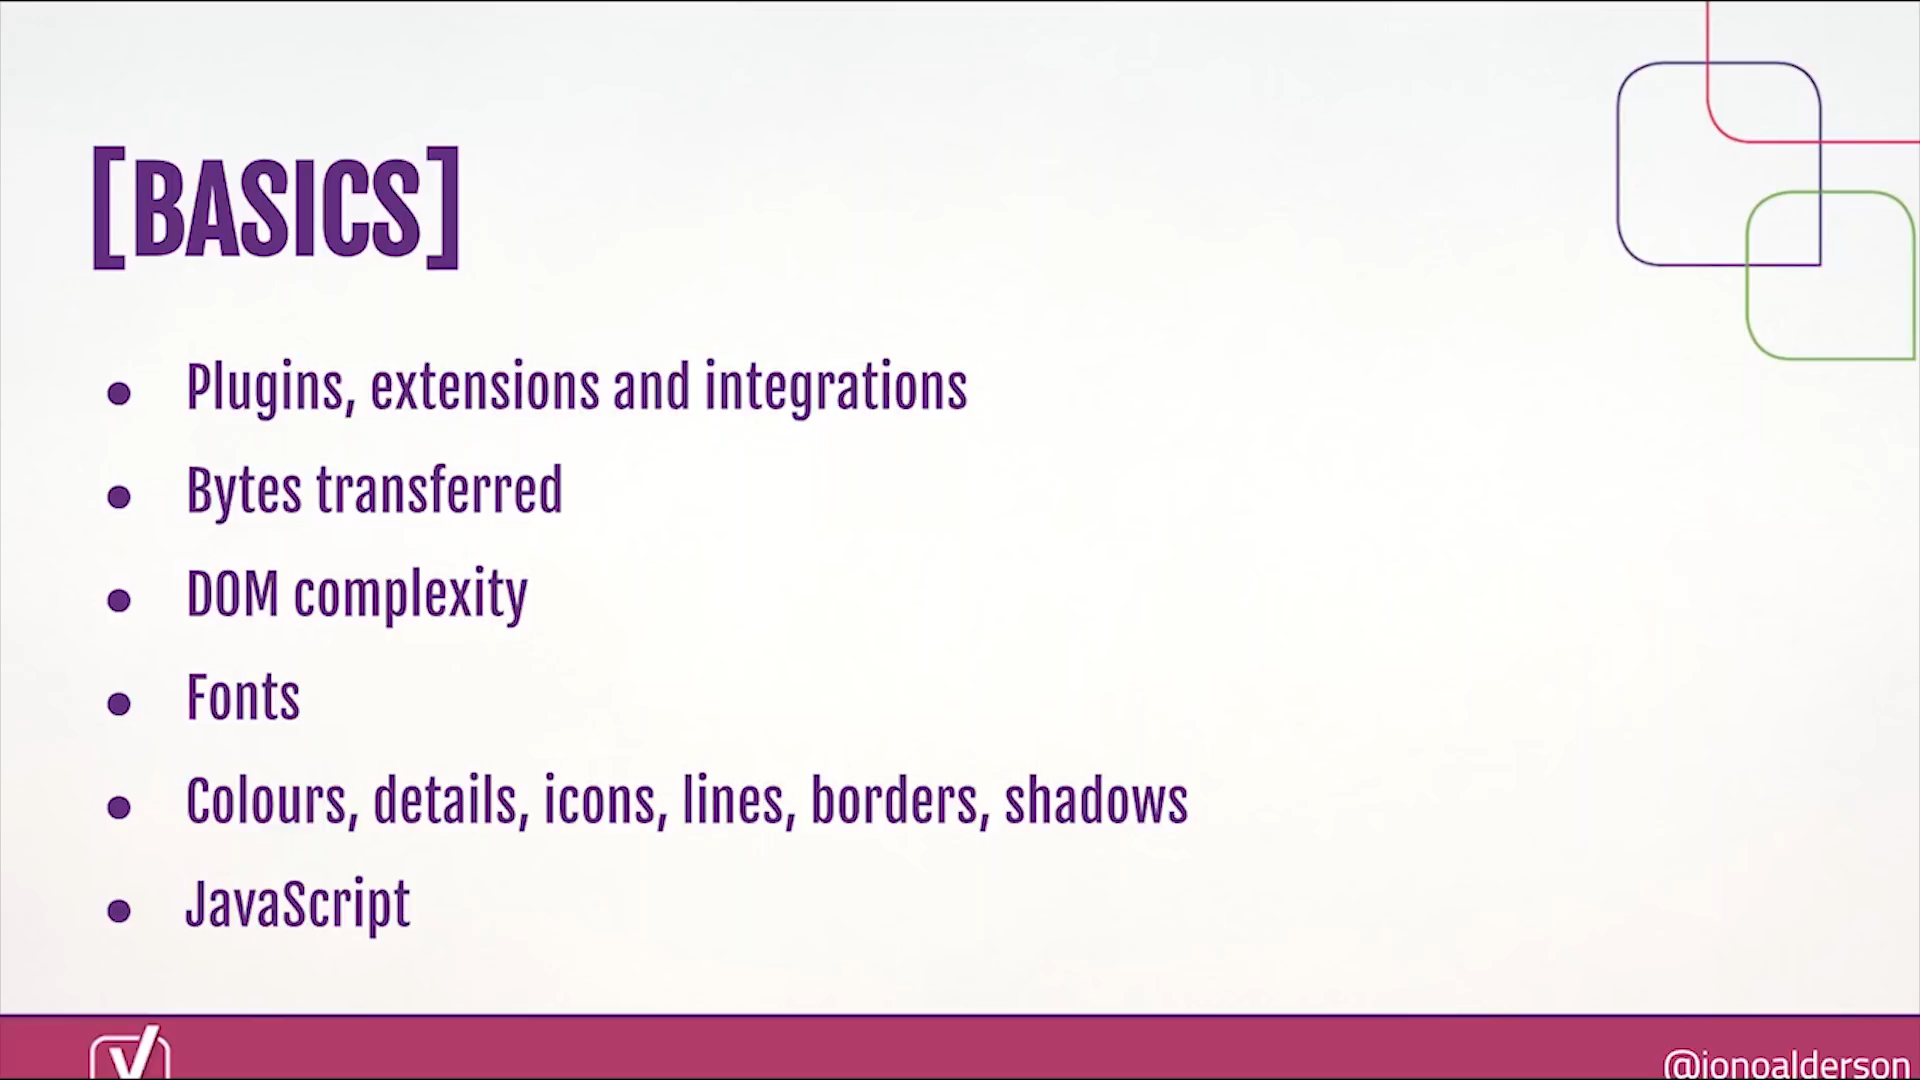 [BASICS]
● Plugins, extensions and integrations
● Bytes transferred
● DOM complexity
● Fonts
● Colours, details, icons, lines, borders, shadows
● JavaScript
@jonoalderson